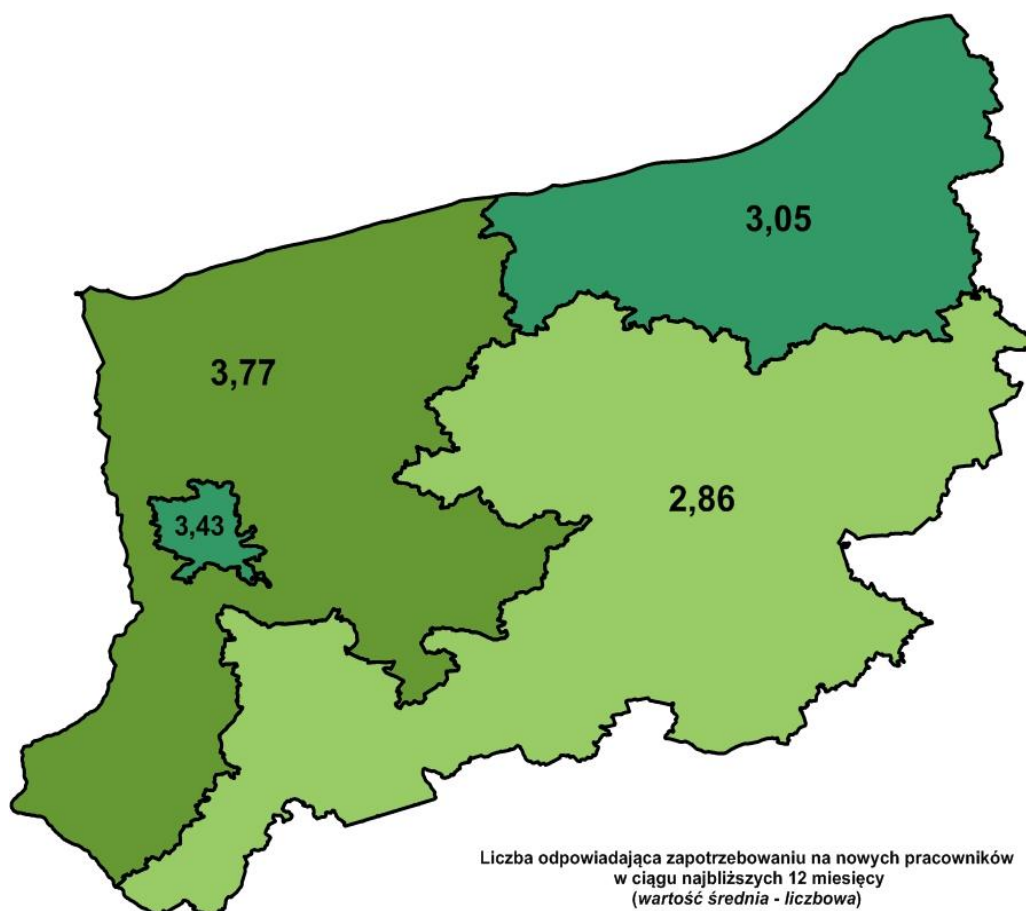 3,05
3,77
2,86
3,43
Liczba odpowiadająca zapotrzebowaniu na nowych pracowników
w ciągu najbliższych 12 miesięcy
(wartość średnia - liczbowa)